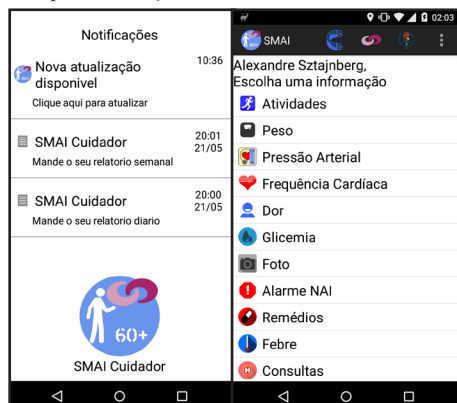 Notificações
Nova atualização
disponivel
10:36
Clique aqui para atualizar
SMAI Cuidador
20:01
21/05
Mande o seu relatorio semanal
SMAI Cuidador
20:00
21/05
Mande o seu relatorio diario
60+
SMAI Cuidador
02:03
60+
SMAI
Alexandre Sztajnberg,
Escolha uma informação
Atividades
Peso
Pressão Arterial
Frequência Cardíaca
Dor
Glicemia
Foto
Alarme NAI
Remédios
Febre
Consultas